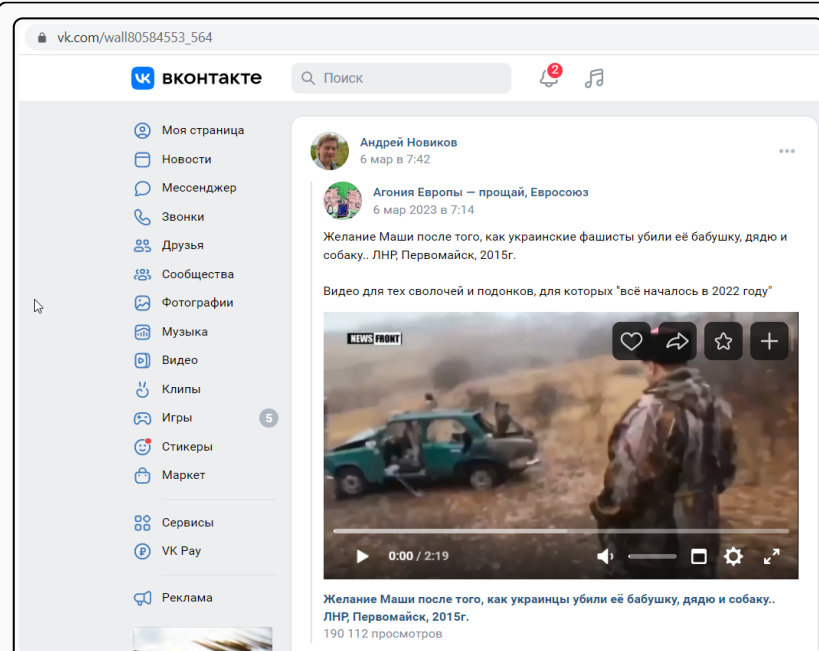 vk.com/wall80584553_564
вконтакте
Поиск
2
Моя страница
Новости
Мессенджер
Звонки
Друзья
Сообщества
Фотографии
Музыка
Видео
Клипы
Игры
5
Стикеры
Маркет
Сервисы
VK Pay
Реклама
Андрей Новиков
6 мар в 7:42
Агония Европы — прощай, Евросоюз
6 мар 2023 в 7:14
Желание Маши после того, как украинские фашисты убили её бабушку, дядю и
собаку.. ЛНР, Первомайск, 2015г.
Видео для тех сволочей и подонков, для которых "всё началось в 2022 году"
NEWS FRONT
0:00 / 2:19
Желание Маши после того, как украинцы убили её бабушку, дядю и собаку..
ЛНР, Первомайск, 2015г.
190 112 просмотров